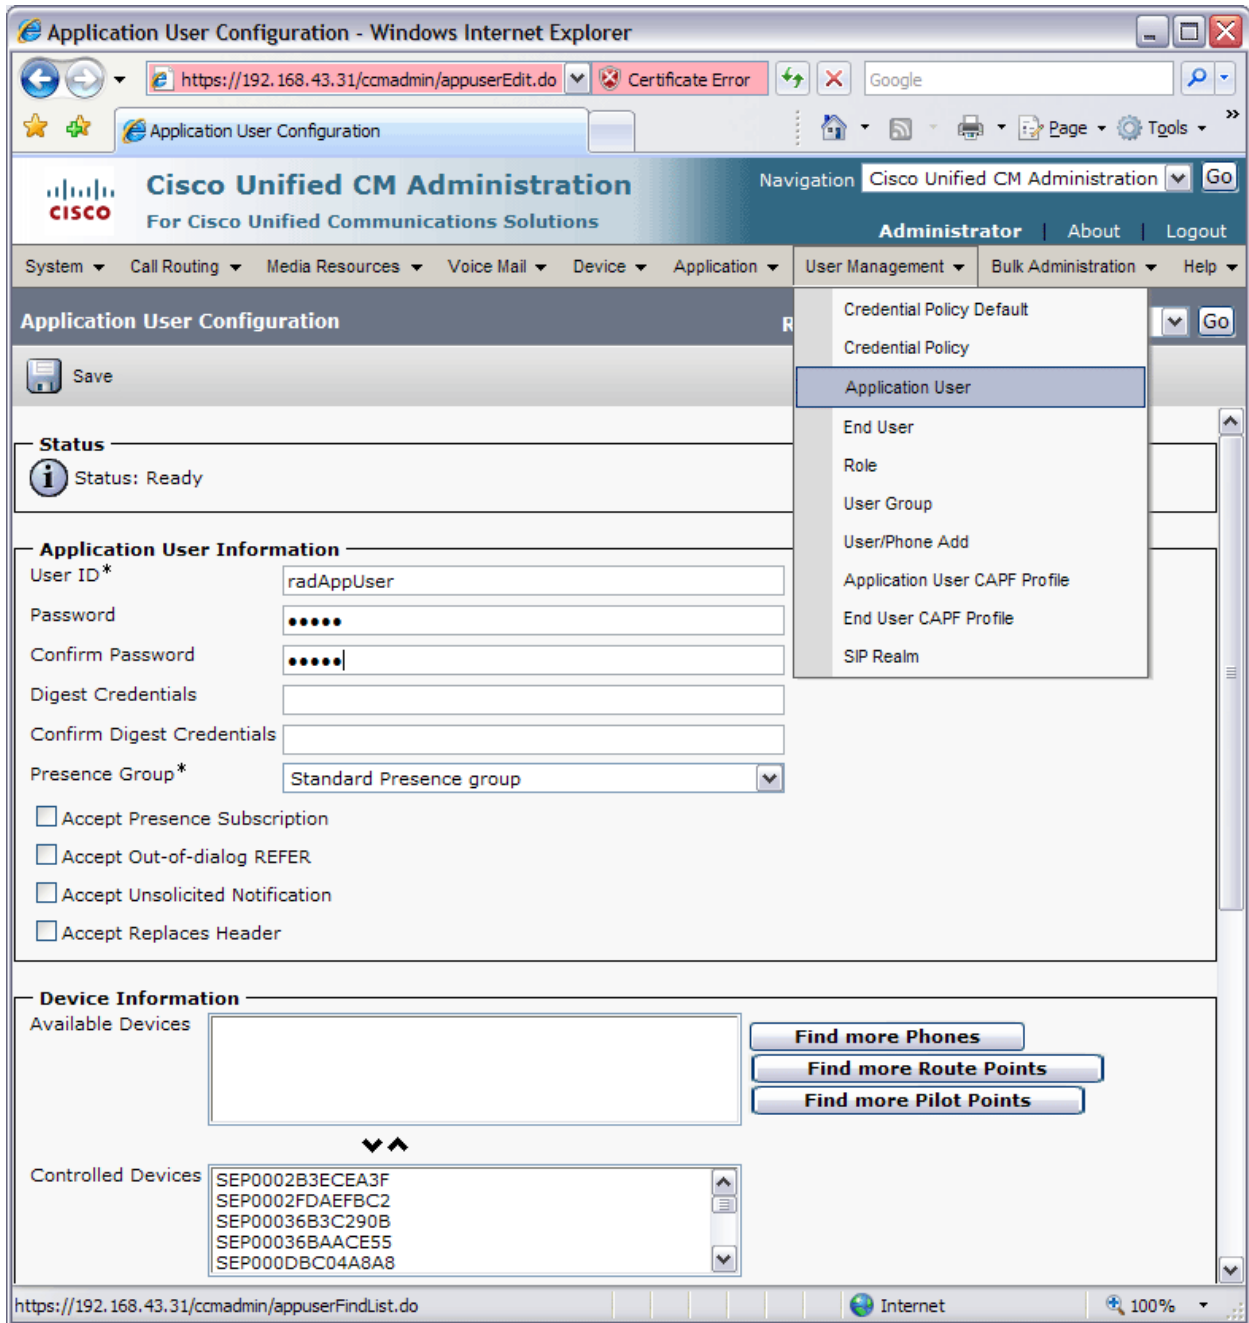 Application User Configuration - Windows Internet Explorer
https://192.168.43.31/ccmadmin/appuserEdit.do Certificate Error Google
Application User Configuration Page Tools »
cisco Cisco Unified CM Administration Navigation Cisco Unified CM Administration Go
For Cisco Unified Communications Solutions Administrator | About | Logout
System Call Routing Media Resources Voice Mail Device Application User Management Bulk Administration Help
Application User Configuration R Go
Save
Credential Policy Default
Credential Policy
Application User
End User
Role
User Group
User/Phone Add
Application User CAPF Profile
End User CAPF Profile
SIP Realm
Status
Status: Ready
Application User Information
User ID* radAppUser
Password •••••
Confirm Password •••••
Digest Credentials
Confirm Digest Credentials
Presence Group* Standard Presence group
Accept Presence Subscription
Accept Out-of-dialog REFER
Accept Unsolicited Notification
Accept Replaces Header
Device Information
Available Devices
Find more Phones
Find more Route Points
Find more Pilot Points
Controlled Devices SEP0002B3ECEA3F
SEP0002FDAEFBC2
SEP00036B3C290B
SEP00036BAACE55
SEP000DBC04A8A8
https://192.168.43.31/ccmadmin/appuserFindList.do Internet 100%